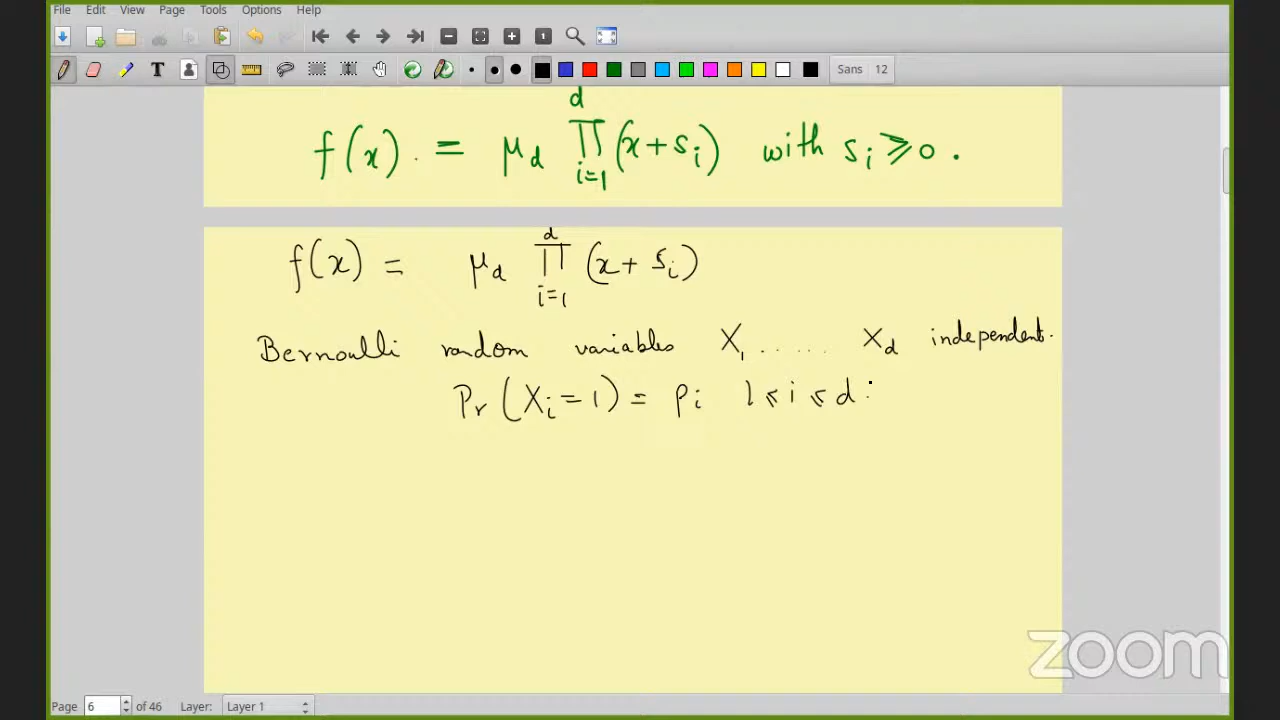 File Edit View Page Tools Options Help
Sans 12
f(x) = μ_d ∏_{i=1}^{d} (x+s_i) with s_i ⩾ 0 .
f(x) = μ_d ∏_{i=1}^{d} (x+ s_i)
Bernoulli random variables X_1 ...... X_d independent.
Pr (X_i = 1) = p_i 1 ⩽ i ⩽ d .
zoom
Page 6 of 46 Layer: Layer 1